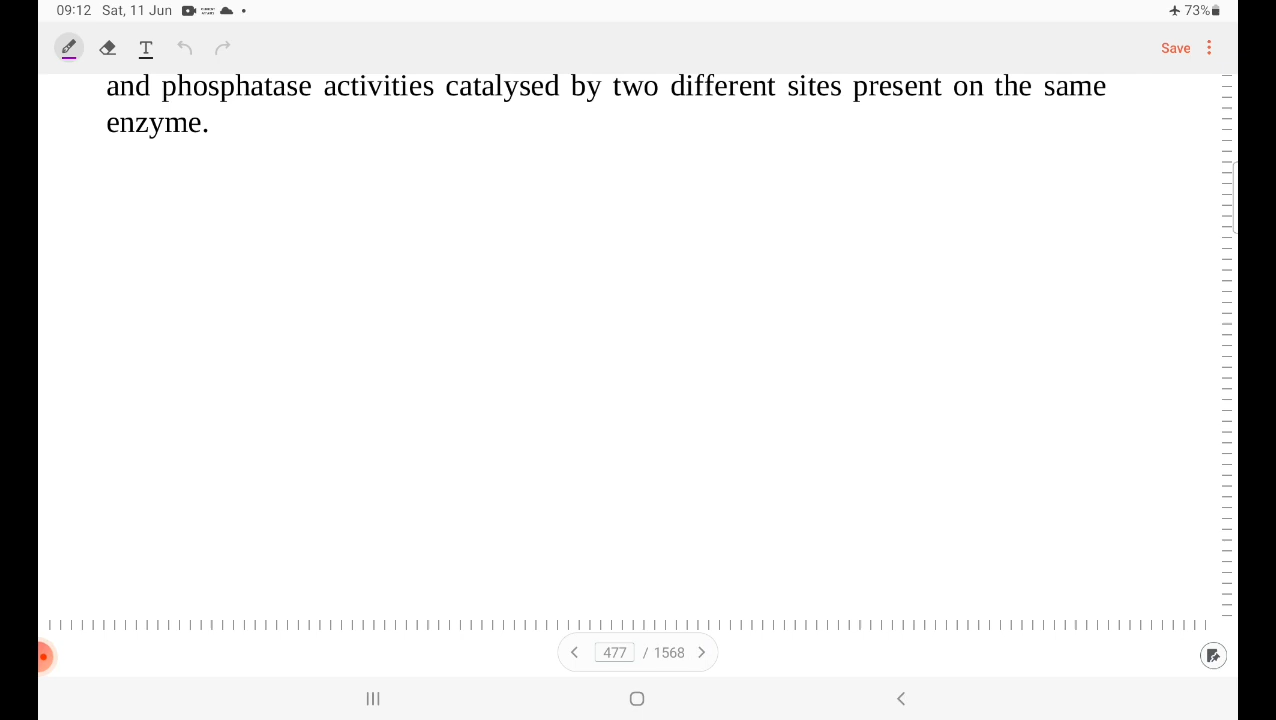 09:12 Sat, 11 Jun
73%
T
Save
and phosphatase activities catalysed by two different sites present on the same
enzyme.
477 / 1568